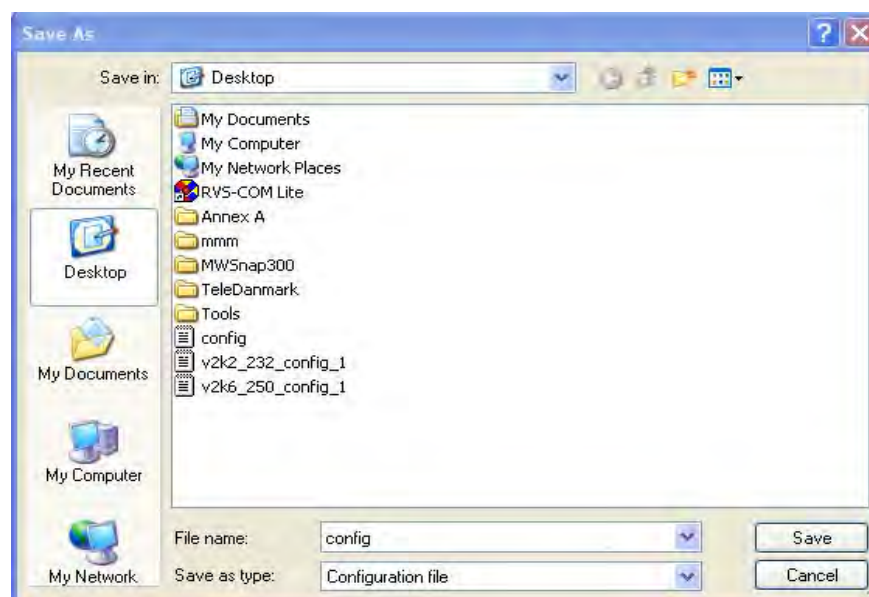 Save As
Save in:
Desktop
My Recent
Documents
Desktop
My Documents
My Computer
My Network
My Documents
My Computer
My Network Places
RVS-COM Lite
Annex A
mmm
MWSnap300
TeleDanmark
Tools
config
v2k2_232_config_1
v2k6_250_config_1
File name:
config
Save
Save as type:
Configuration file
Cancel